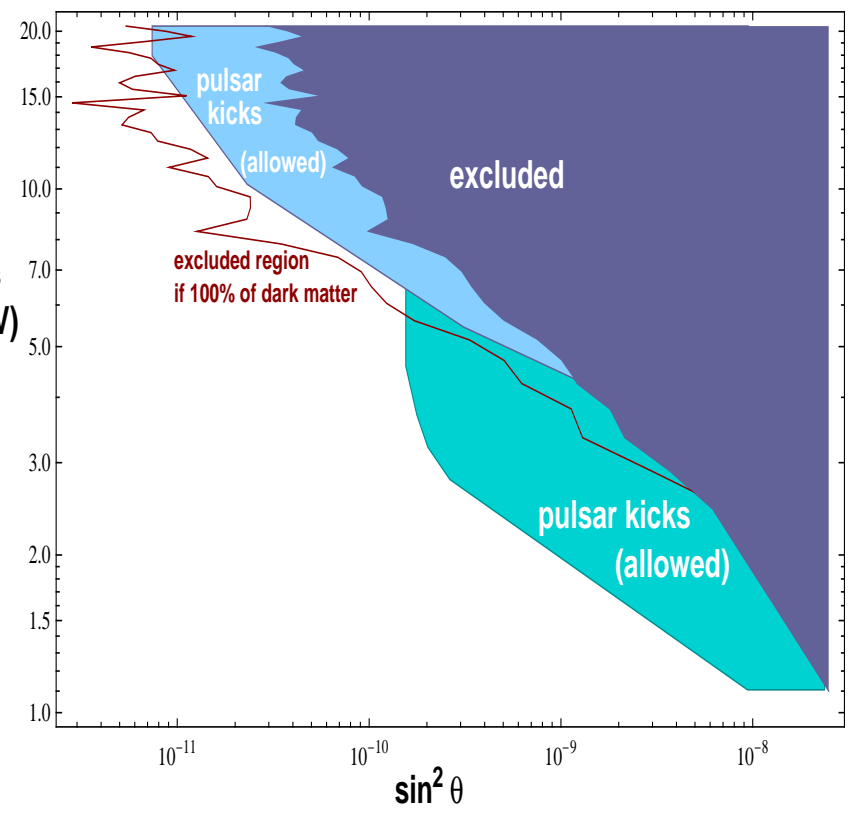 20.0
15.0
10.0
7.0
5.0
3.0
2.0
1.5
1.0
pulsar
kicks
(allowed)
excluded
excluded region
if 100% of dark matter
pulsar kicks
(allowed)
10⁻¹¹
10⁻¹⁰
10⁻⁹
10⁻⁸
sin² θ